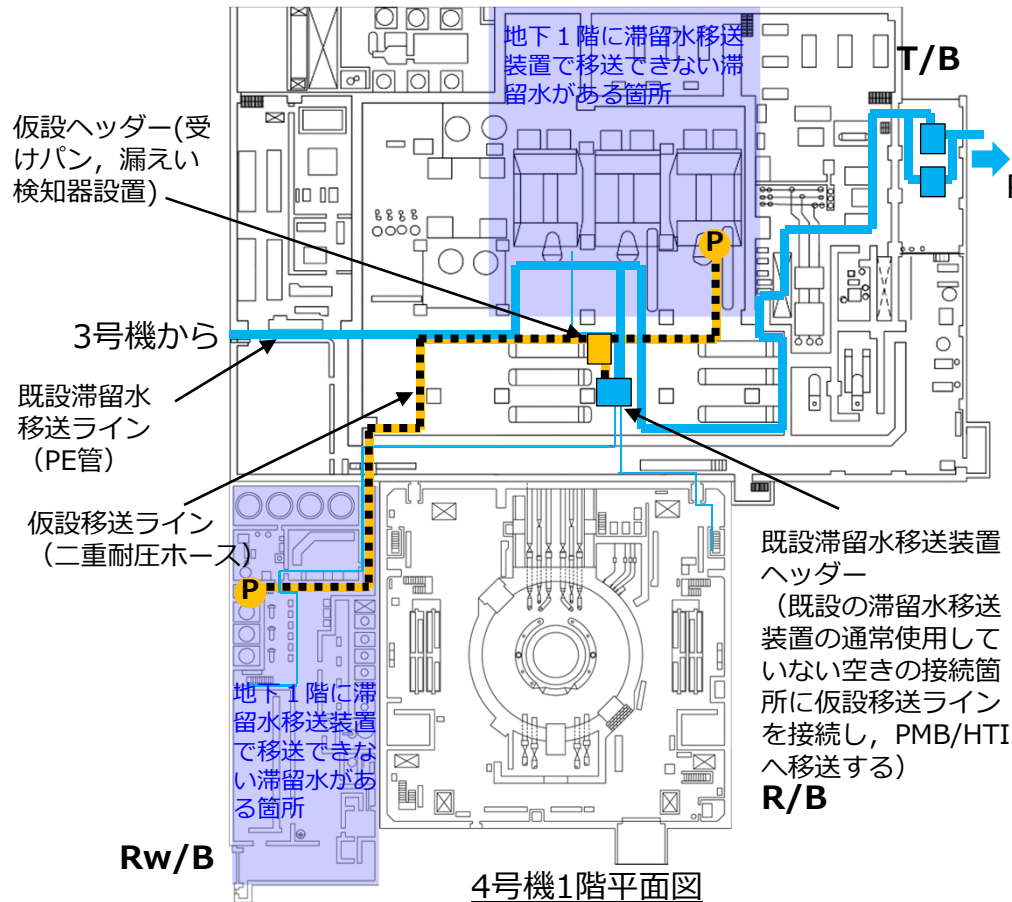 地下１階に滞留水移送
装置で移送できない滞
留水がある箇所
T/B
仮設ヘッダー(受
けパン，漏えい
検知器設置)
P
3号機から
既設滞留水
移送ライン
（PE管）
仮設移送ライン
（二重耐圧ホース）
P
既設滞留水移送装置
ヘッダー
（既設の滞留水移送
装置の通常使用して
いない空きの接続箇
所に仮設移送ライン
を接続し，PMB/HTI
へ移送する）
R/B
地下１階に滞
留水移送装置
で移送できな
い滞留水があ
る箇所
Rw/B
4号機1階平面図